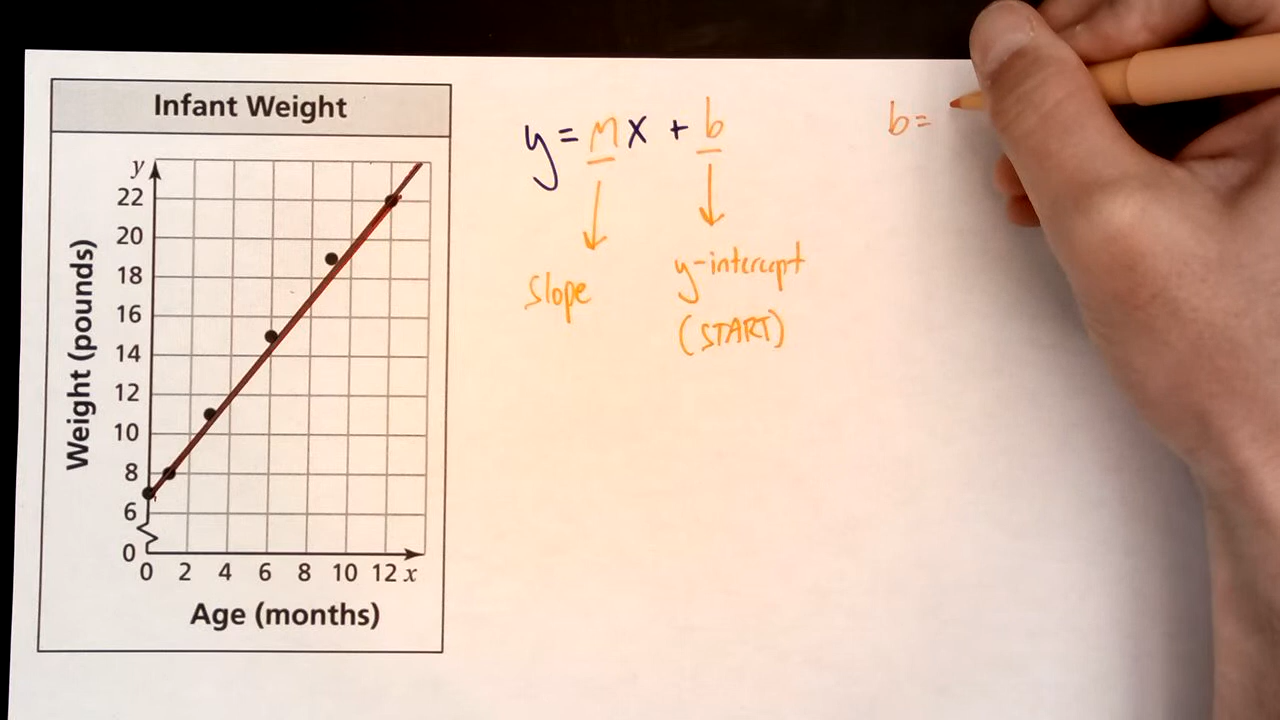 Infant Weight
y
22
20
18
16
14
12
10
8
6
0
0 2 4 6 8 10 12 x
Weight (pounds)
Age (months)
y = mx + b
slope
y-intercept
(START)
b=